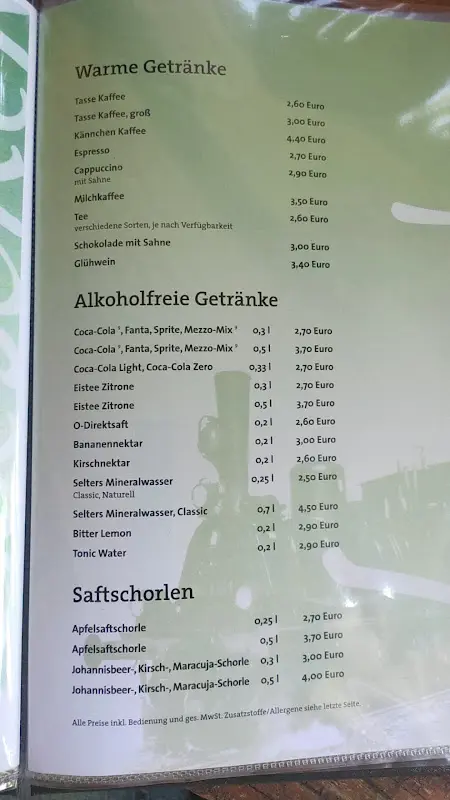 Warme Getränke
Tasse Kaffee 2,60 Euro
Tasse Kaffee, groß 3,00 Euro
Kännchen Kaffee 4,40 Euro
Espresso 2,70 Euro
Cappuccino 2,90 Euro
mit Sahne
Milchkaffee 3,50 Euro
Tee 2,60 Euro
verschiedene Sorten, je nach Verfügbarkeit
Schokolade mit Sahne 3,00 Euro
Glühwein 3,40 Euro
Alkoholfreie Getränke
Coca-Cola, Fanta, Sprite, Mezzo-Mix 0,3 l 2,70 Euro
Coca-Cola, Fanta, Sprite, Mezzo-Mix 0,5 l 3,70 Euro
Coca-Cola Light, Coca-Cola Zero 0,33 l 2,70 Euro
Eistee Zitrone 0,3 l 2,70 Euro
Eistee Zitrone 0,5 l 3,70 Euro
O-Direktsaft 0,2 l 2,60 Euro
Bananennektar 0,2 l 3,00 Euro
Kirschnektar 0,2 l 2,60 Euro
Selters Mineralwasser 0,25 l 2,50 Euro
Classic, Naturell
Selters Mineralwasser, Classic 0,7 l 4,50 Euro
Bitter Lemon 0,2 l 2,90 Euro
Tonic Water 0,2 l 2,90 Euro
Saftschorlen
Apfelsaftschorle 0,25 l 2,70 Euro
Apfelsaftschorle 0,5 l 3,70 Euro
Johannisbeer-, Kirsch-, Maracuja-Schorle 0,3 l 3,00 Euro
Johannisbeer-, Kirsch-, Maracuja-Schorle 0,5 l 4,00 Euro
Alle Preise inkl. Bedienung und ges. MwSt. Zusatzstoffe/Allergene siehe letzte Seite.